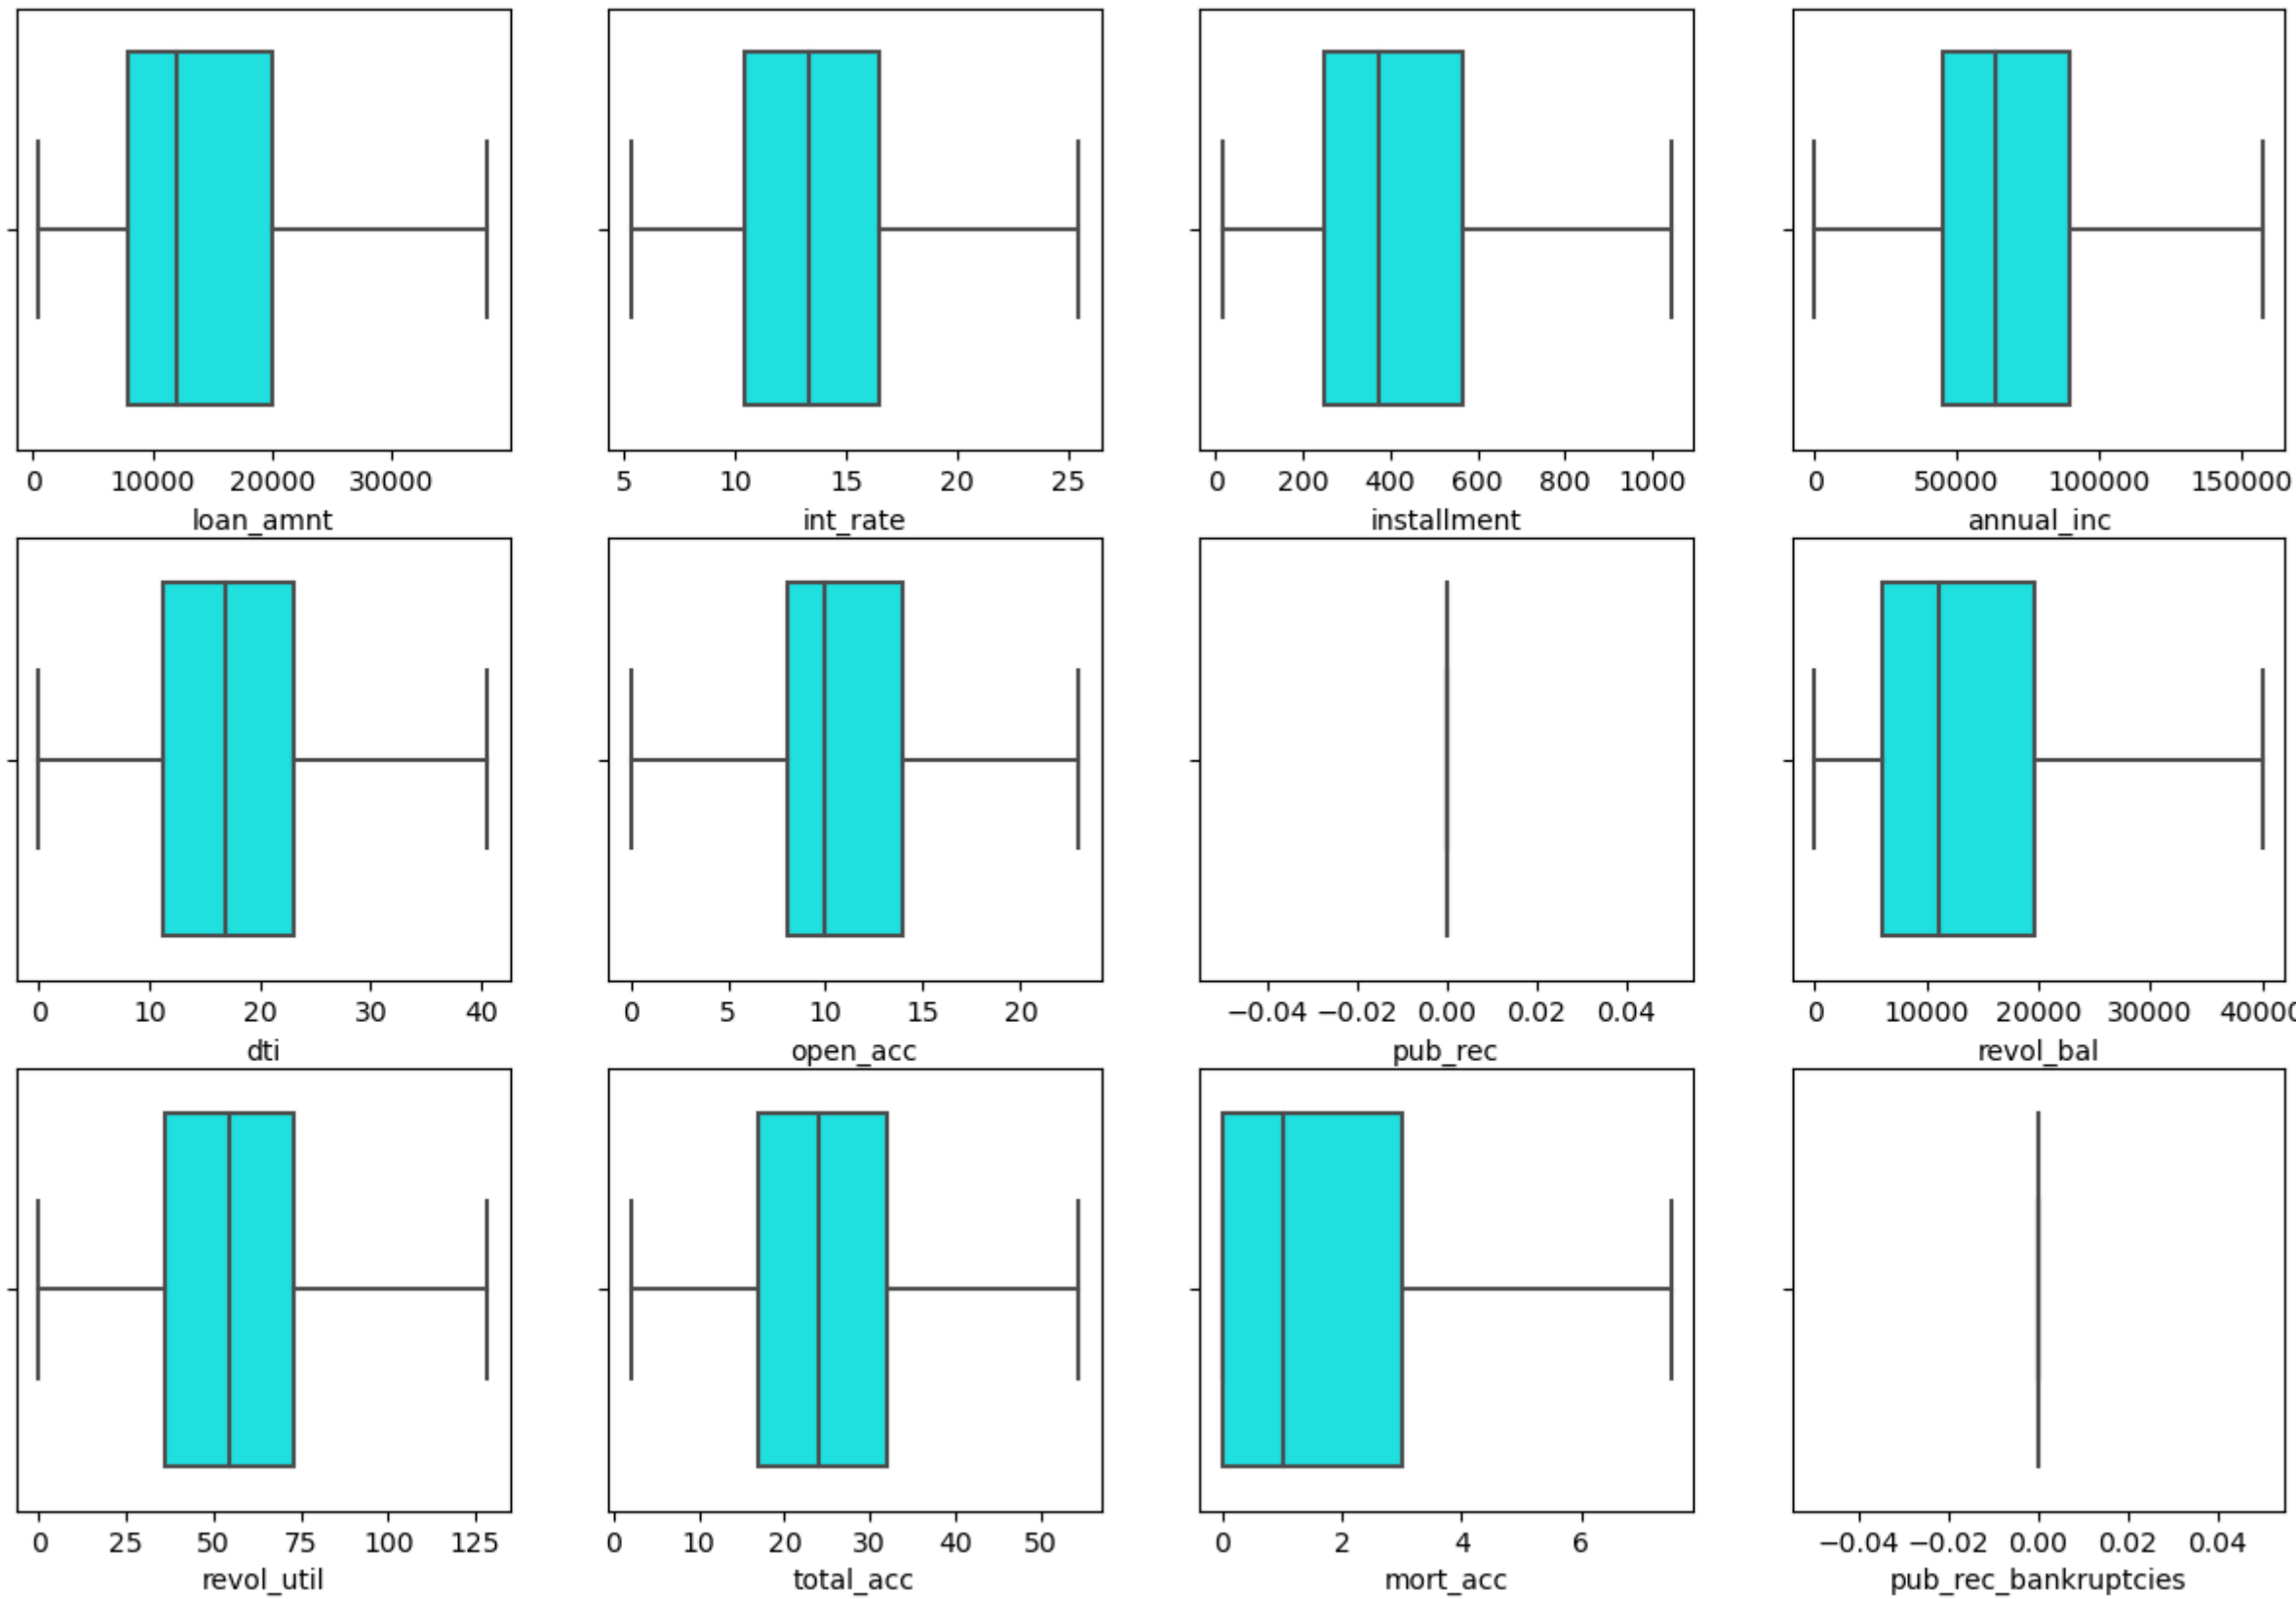 0 10000 20000 30000
loan_amnt
5 10 15 20 25
int_rate
0 200 400 600 800 1000
installment
0 50000 100000 150000
annual_inc
0 10 20 30 40
dti
0 5 10 15 20
open_acc
−0.04 −0.02 0.00 0.02 0.04
pub_rec
0 10000 20000 30000 40000
revol_bal
0 25 50 75 100 125
revol_util
0 10 20 30 40 50
total_acc
0 2 4 6
mort_acc
−0.04 −0.02 0.00 0.02 0.04
pub_rec_bankruptcies